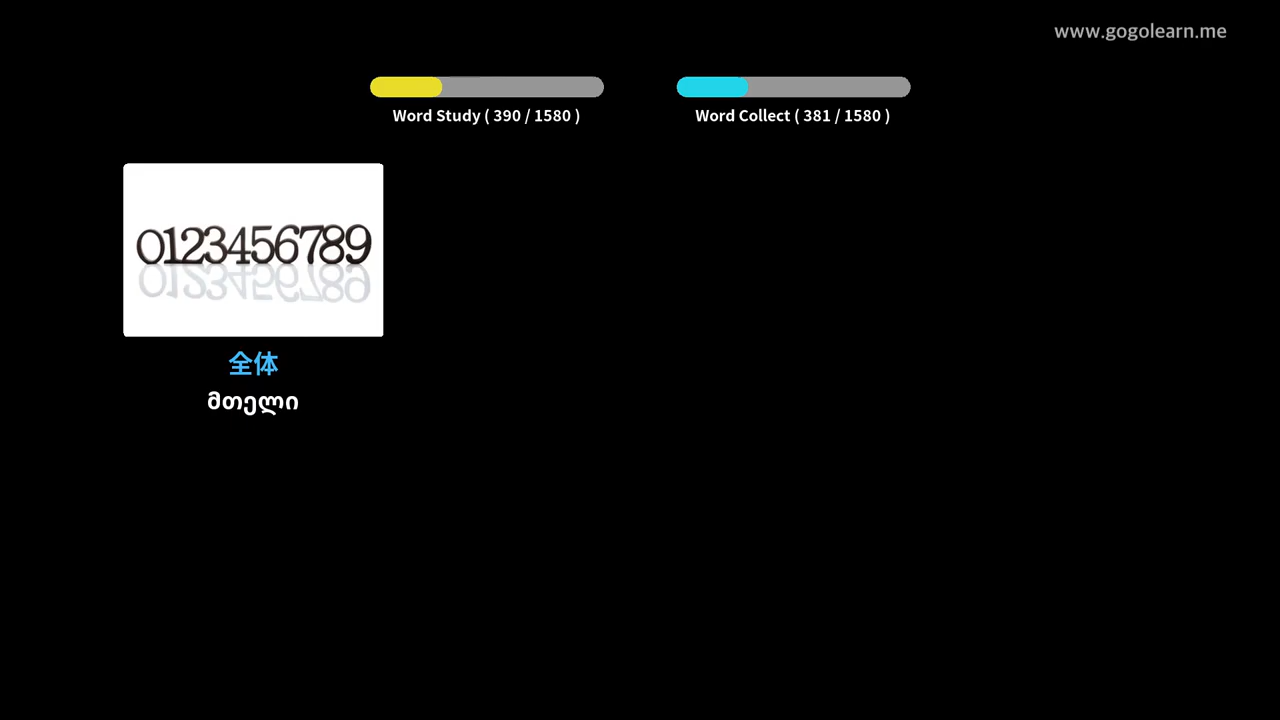 www.gogolearn.me
Word Study ( 390 / 1580 )
Word Collect ( 381 / 1580 )
0123456789
全体
მთელი